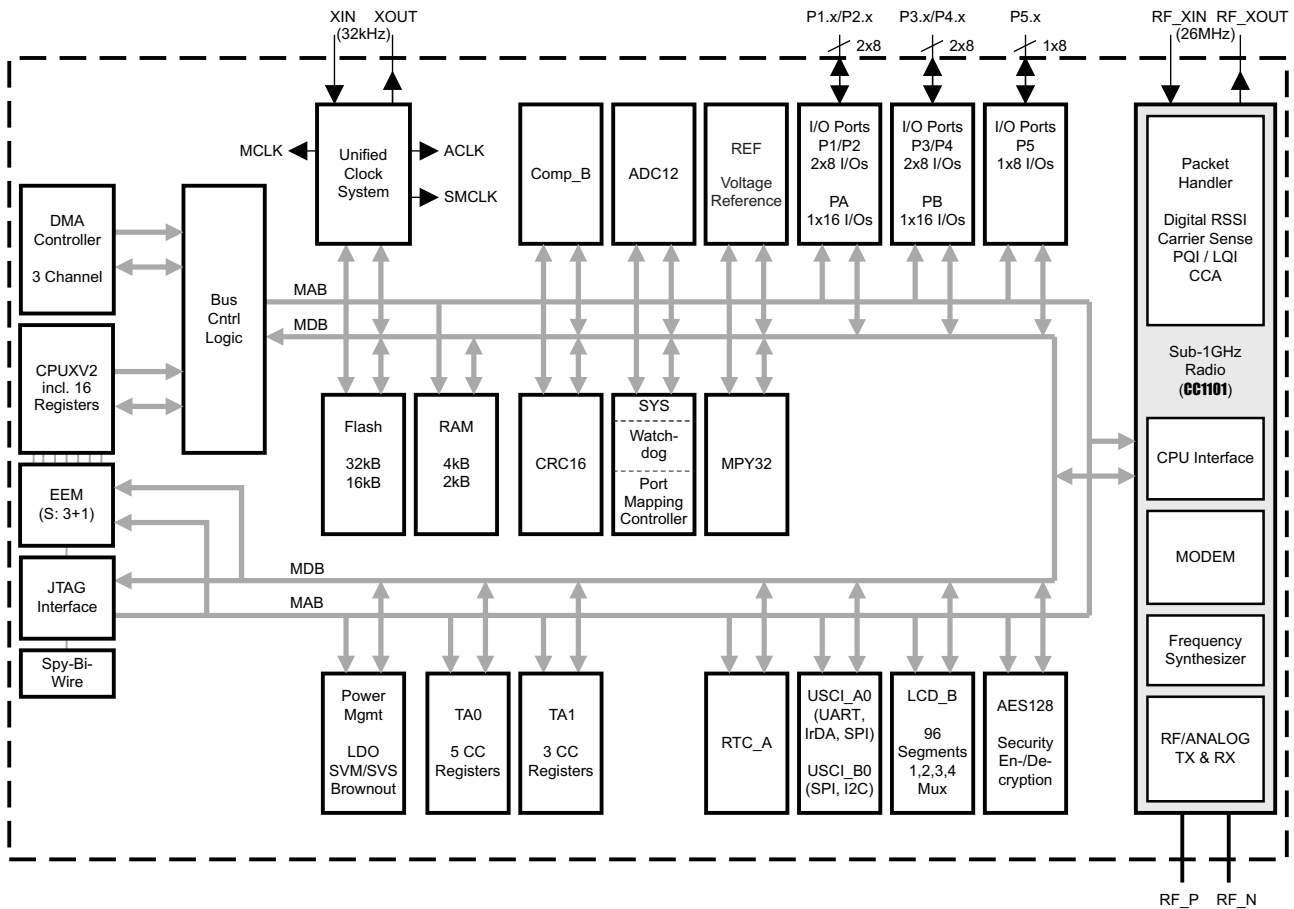 XIN XOUT
(32kHz)
P1.x/P2.x
2x8
P3.x/P4.x
2x8
P5.x
1x8
RF_XIN RF_XOUT
(26MHz)
MCLK
Unified
Clock
System
ACLK
SMCLK
Comp_B
ADC12
REF
Voltage
Reference
I/O Ports
P1/P2
2x8 I/Os
PA
1x16 I/Os
I/O Ports
P3/P4
2x8 I/Os
PB
1x16 I/Os
I/O Ports
P5
1x8 I/Os
Packet
Handler
Digital RSSI
Carrier Sense
PQI / LQI
CCA
DMA
Controller
3 Channel
Bus
Cntrl
Logic
MAB
MDB
CPUXV2
incl. 16
Registers
Sub-1GHz
Radio
(CC1101)
Flash
32kB
16kB
RAM
4kB
2kB
CRC16
SYS
Watch-
dog
Port
Mapping
Controller
MPY32
CPU Interface
EEM
(S: 3+1)
MODEM
JTAG
Interface
MDB
MAB
Spy-Bi-
Wire
Frequency
Synthesizer
Power
Mgmt
LDO
SVM/SVS
Brownout
TA0
5 CC
Registers
TA1
3 CC
Registers
RTC_A
USCI_A0
(UART,
IrDA, SPI)
USCI_B0
(SPI, I2C)
LCD_B
96
Segments
1,2,3,4
Mux
AES128
Security
En-/De-
cryption
RF/ANALOG
TX & RX
RF_P RF_N